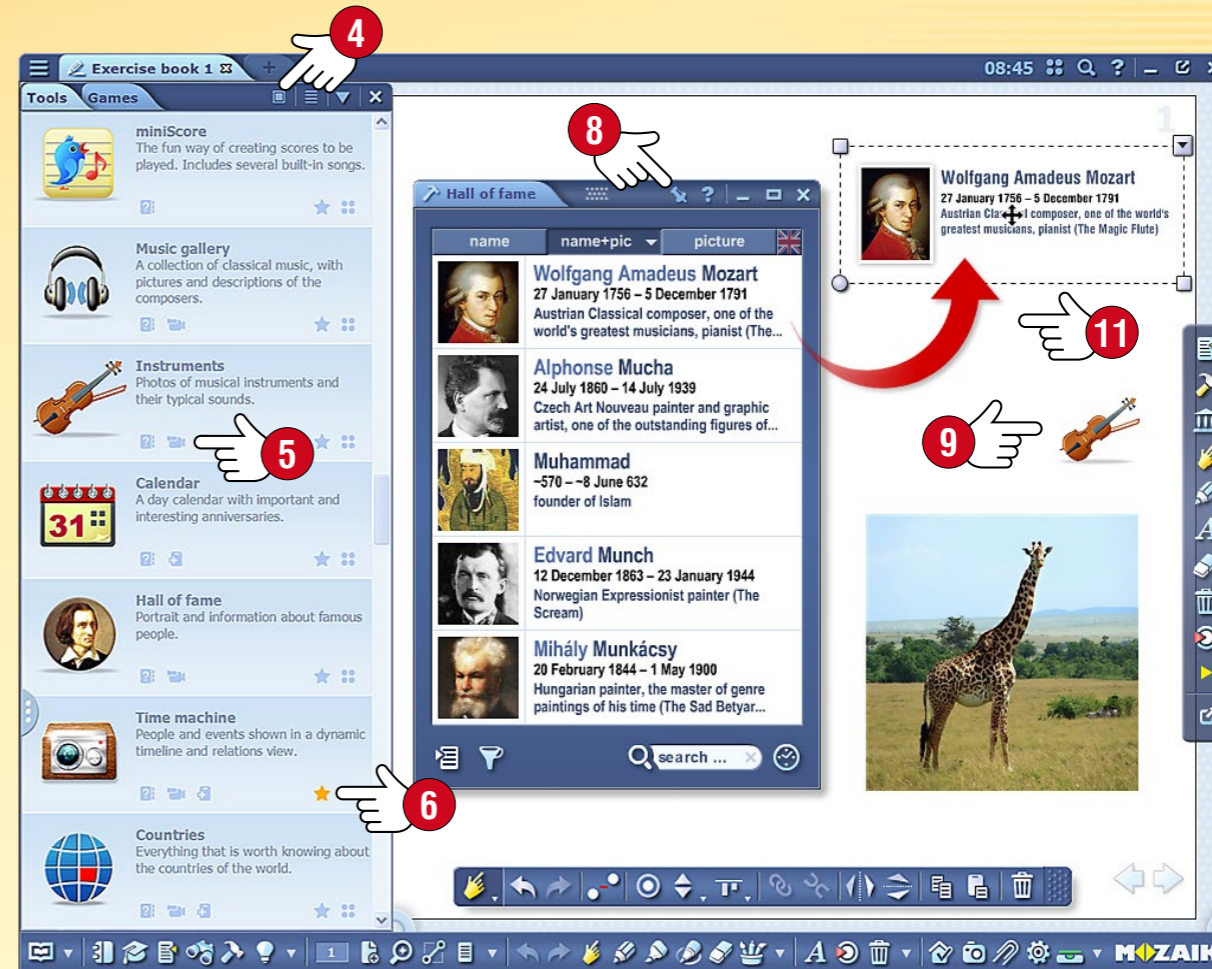 4
Exercise book 1
08:45
?
Tools
Games
miniScore
The fun way of creating scores to be
played. Includes several built-in songs.
Music gallery
A collection of classical music, with
pictures and descriptions of the
composers.
Instruments
Photos of musical instruments and
their typical sounds.
5
Calendar
A day calendar with important and
interesting anniversaries.
31
Hall of fame
Portrait and information about famous
people.
Time machine
People and events shown in a dynamic
timeline and relations view.
6
Countries
Everything that is worth knowing about
the countries of the world.
8
Hall of fame
?
name
name+pic
picture
Wolfgang Amadeus Mozart
27 January 1756 – 5 December 1791
Austrian Classical composer, one of the
world's greatest musicians, pianist (The...
Alphonse Mucha
24 July 1860 – 14 July 1939
Czech Art Nouveau painter and graphic
artist, one of the outstanding figures of...
Muhammad
~570 – ~8 June 632
founder of Islam
Edvard Munch
12 December 1863 – 23 January 1944
Norwegian Expressionist painter (The
Scream)
Mihály Munkácsy
20 February 1844 – 1 May 1900
Hungarian painter, the master of genre
paintings of his time (The Sad Betyar...
search ...
1
Wolfgang Amadeus Mozart
27 January 1756 – 5 December 1791
Austrian composer, one of the world's
greatest musicians, pianist (The Magic Flute)
11
9
1
A
MOZAIK